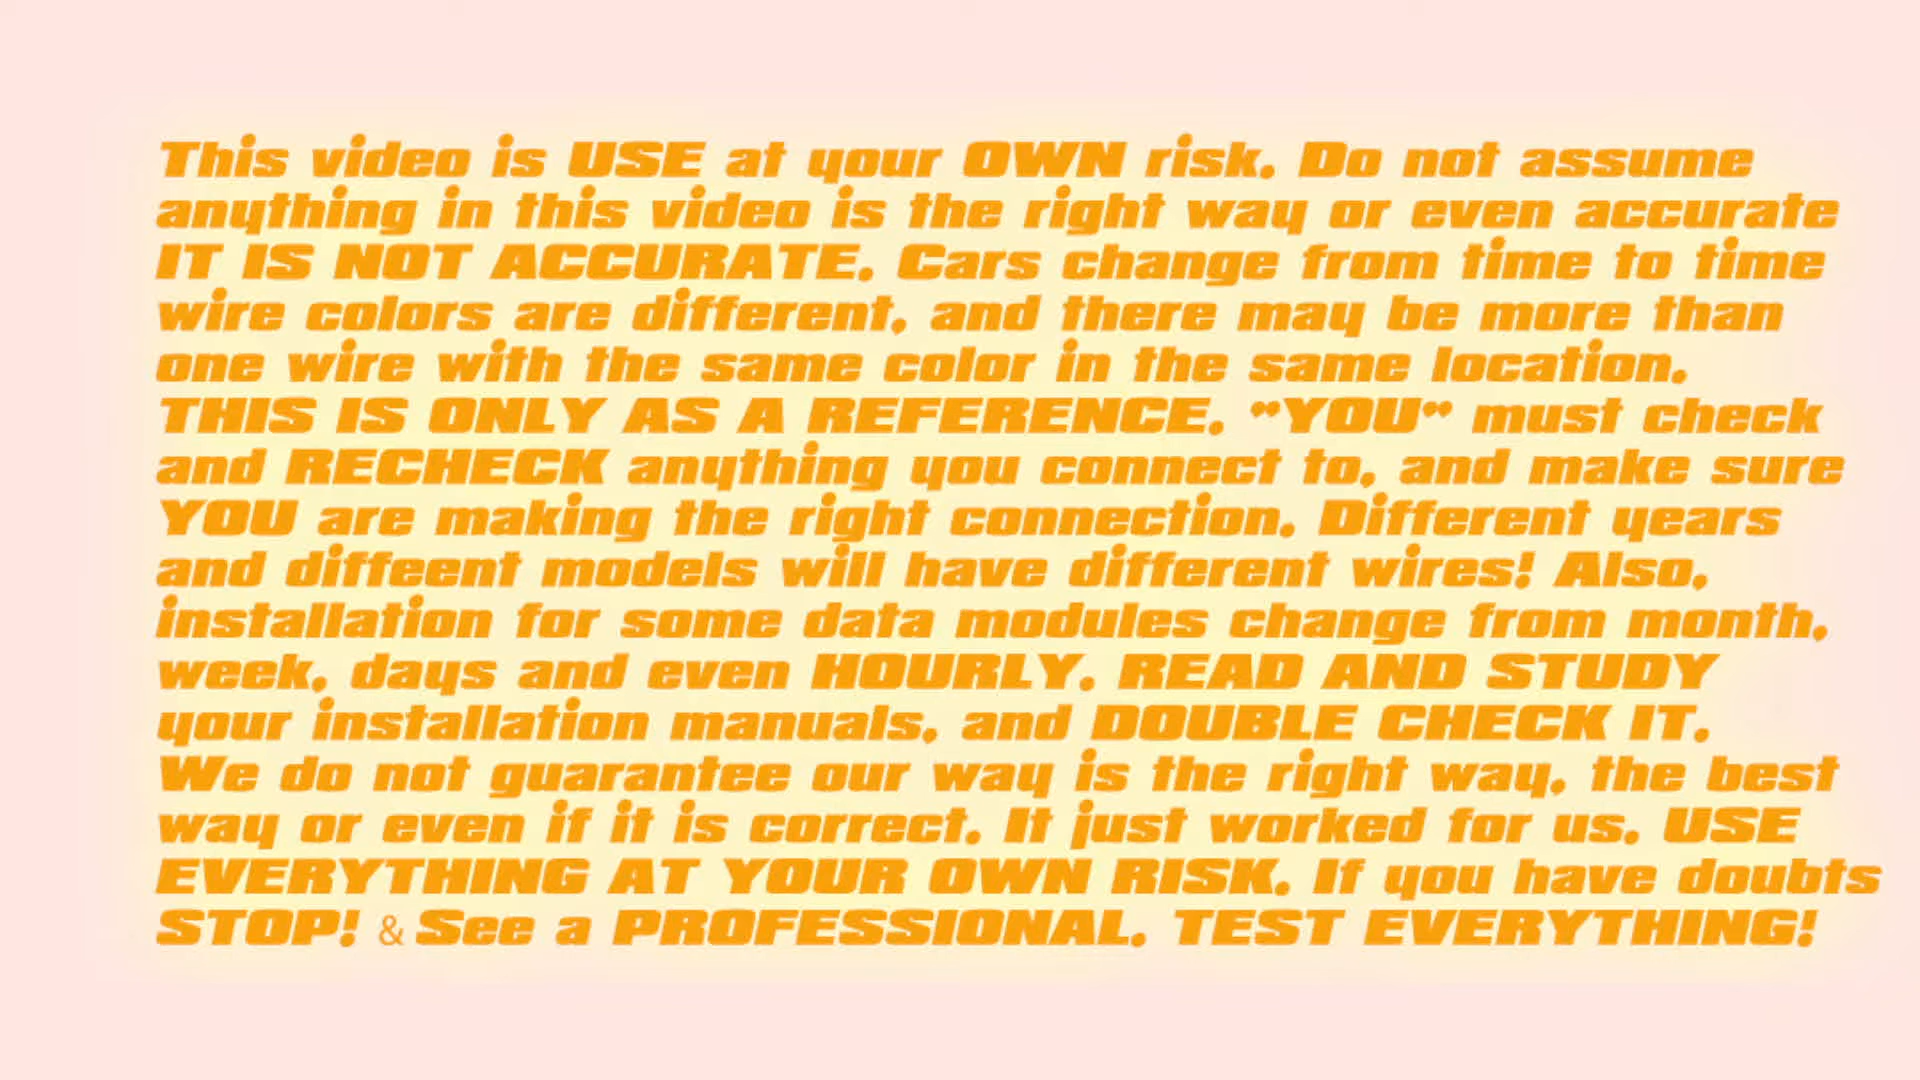 This video is USE at your OWN risk. Do not assume
anything in this video is the right way or even accurate
IT IS NOT ACCURATE. Cars change from time to time
wire colors are different, and there may be more than
one wire with the same color in the same location.
THIS IS ONLY AS A REFERENCE. "YOU" must check
and RECHECK anything you connect to, and make sure
YOU are making the right connection. Different years
and diffeent models will have different wires! Also,
installation for some data modules change from month,
week, days and even HOURLY. READ AND STUDY
your installation manuals, and DOUBLE CHECK IT.
We do not guarantee our way is the right way, the best
way or even if it is correct. It just worked for us. USE
EVERYTHING AT YOUR OWN RISK. If you have doubts
STOP! & See a PROFESSIONAL. TEST EVERYTHING!